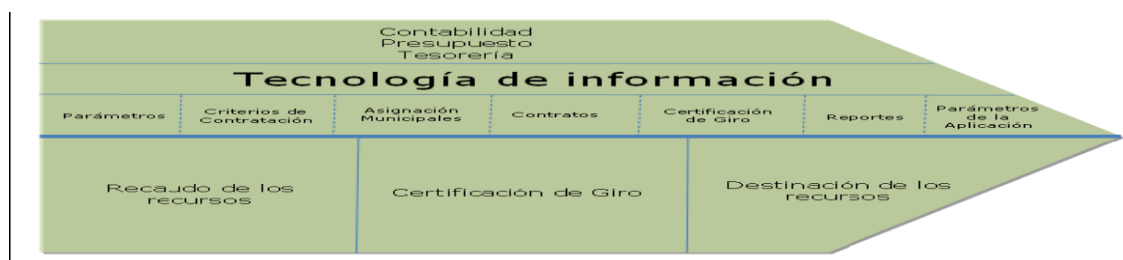 Contabilidad
Presupuesto
Tesorería
Tecnología de información
Parámetros
Criterios de
Contratación
Asignación
Municipales
Contratos
Certificación
de Giro
Reportes
Parámetros
de la
Aplicación
Recaudo de los
recursos
Certificación de Giro
Destinación de los
recursos